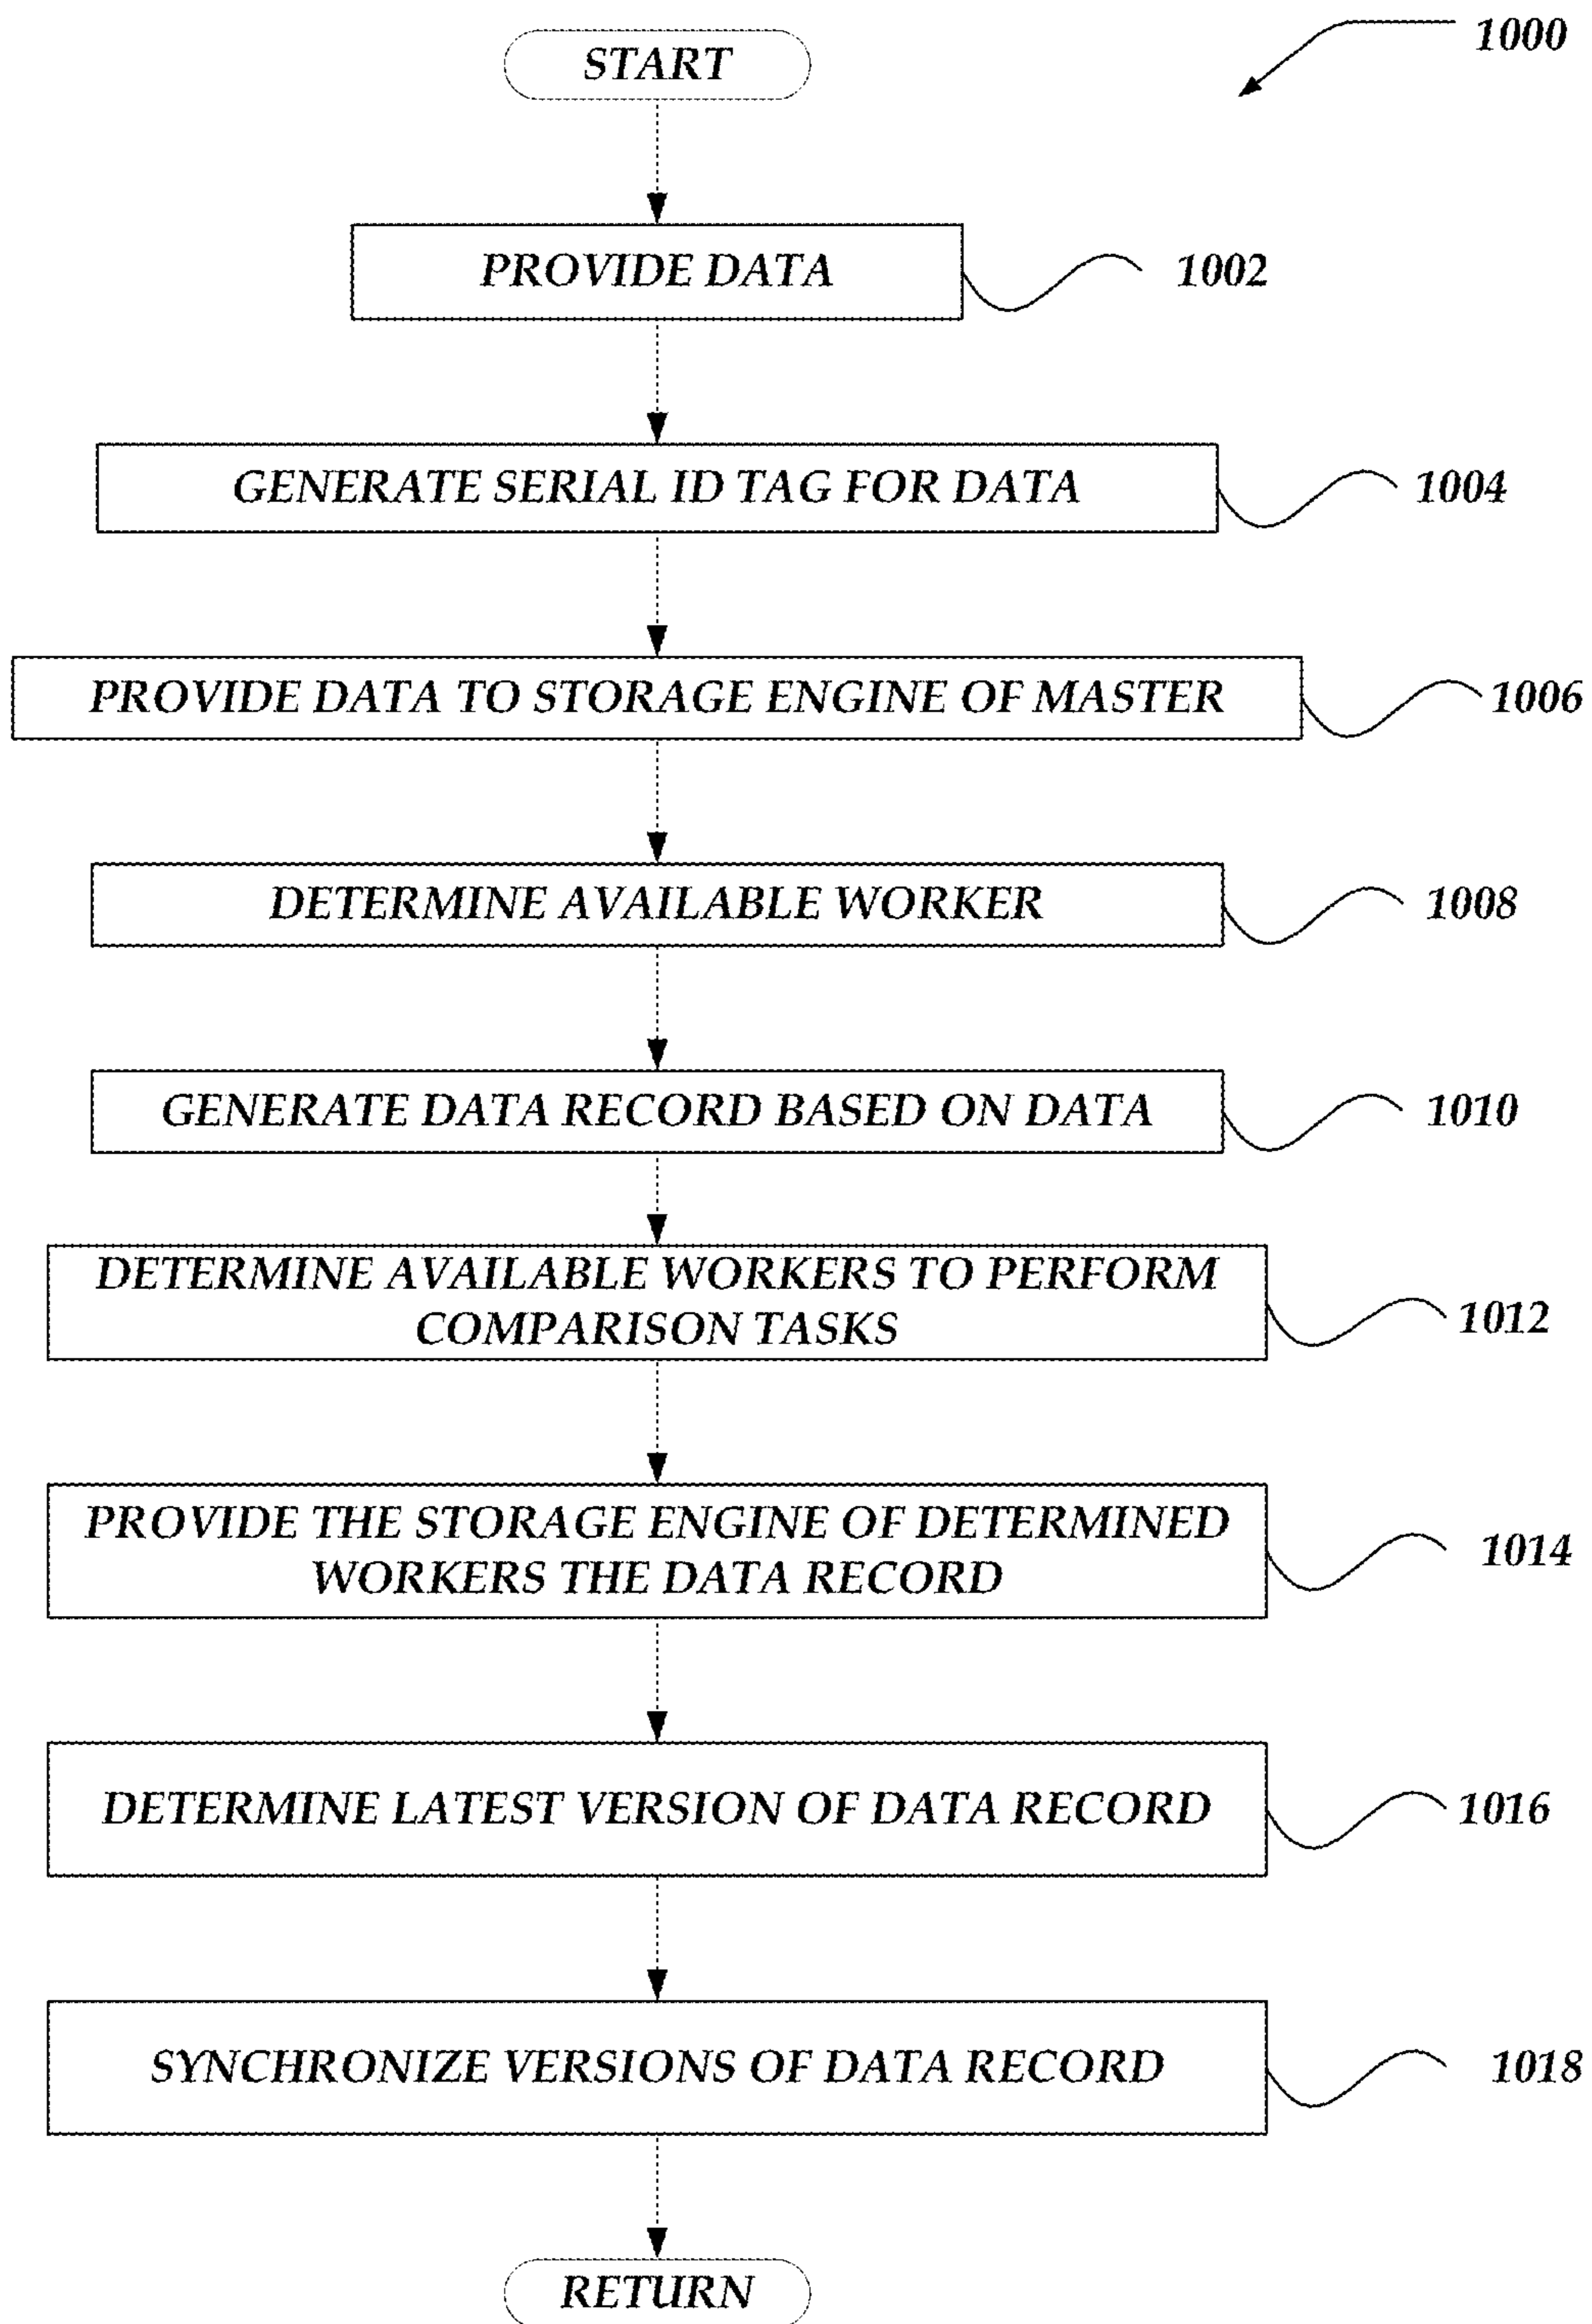 1000
START
PROVIDE DATA
1002
GENERATE SERIAL ID TAG FOR DATA
1004
PROVIDE DATA TO STORAGE ENGINE OF MASTER
1006
DETERMINE AVAILABLE WORKER
1008
GENERATE DATA RECORD BASED ON DATA
1010
DETERMINE AVAILABLE WORKERS TO PERFORM
COMPARISON TASKS
1012
PROVIDE THE STORAGE ENGINE OF DETERMINED
WORKERS THE DATA RECORD
1014
DETERMINE LATEST VERSION OF DATA RECORD
1016
SYNCHRONIZE VERSIONS OF DATA RECORD
1018
RETURN